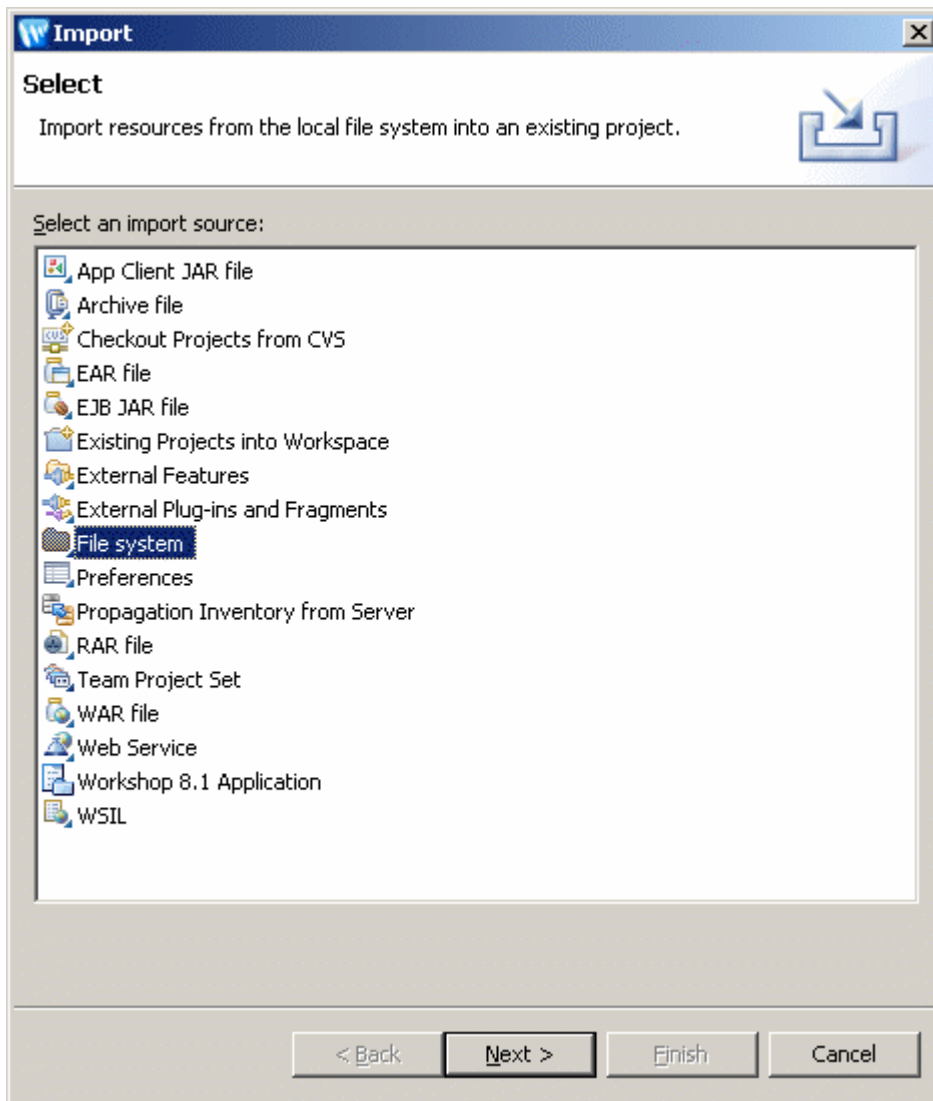 Import
Select
Import resources from the local file system into an existing project.
Select an import source:
App Client JAR file
Archive file
Checkout Projects from CVS
EAR file
EJB JAR file
Existing Projects into Workspace
External Features
External Plug-ins and Fragments
File system
Preferences
Propagation Inventory from Server
RAR file
Team Project Set
WAR file
Web Service
Workshop 8.1 Application
WSIL
< Back Next > Finish Cancel